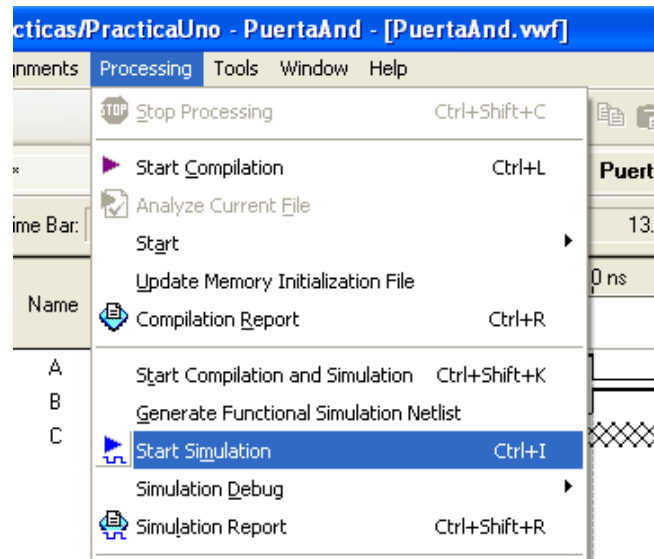 cticas/PracticaUno - PuertaAnd - [PuertaAnd.vwf]
gnments Processing Tools Window Help
STOP Stop Processing Ctrl+Shift+C
Start Compilation Ctrl+L Puert
Analyze Current File
ime Bar: 13.
Start
Update Memory Initialization File 0 ns
Name
Compilation Report Ctrl+R
A Start Compilation and Simulation Ctrl+Shift+K
B Generate Functional Simulation Netlist
C Start Simulation Ctrl+I
Simulation Debug
Simulation Report Ctrl+Shift+R